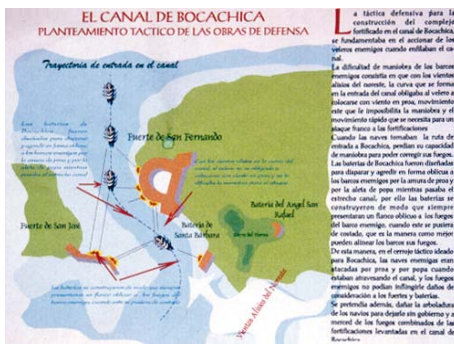 EL CANAL DE BOCACHICA
PLANTEAMIENTO TACTICO DE LAS OBRAS DE DEFENSA
Trayectoria de entrada en el canal
Fuerte de San Fernando
Fuerte de San José
Batería de
Santa Bárbara
Batería del Angel San
Rafael
La táctica defensiva para la
construcción del complejo
fortificado en el canal de Bocachica,
se fundamentaba en el accionar de los
veleros enemigos cuando enfilaban el ca-
nal.
La dificultad de maniobra de los barcos
enemigos consistía en que con los vientos
alisios del noreste, la curva que se forma
en la entrada del canal obligaba al velero a
colocarse con viento en proa, movimiento
este que le imposibilita la maniobra y el
movimiento rápido que se necesita para un
ataque franco a las fortificaciones
Cuando las naves tomaban la ruta de
entrada a Bocachica, perdían su capacidad
de maniobra para poder corregir sus fuegos.
Las baterías de Bocachica fueron diseñadas
para disparar y agredir en forma oblicua a
los barcos enemigos por la amura de proa y
por la aleta de popa mientras pasaba el
estrecho canal, por ello las baterías se
construyeron de modo que siempre
presentaran un flanco oblicuo a los fuegos
del barco enemigo, cuando este se pusiera
de costado, que es la manera como mejor
pueden alinear los barcos sus fuegos.
De esta manera, en el cerrojo táctico ideado
para Bocachica, las naves enemigas eran
atacadas por proa y por popa cuando
estaban atravesando el canal, y los fuegos
enemigos no podían infligirle daños de
consideración a los fuertes y baterías.
Se pretendía además, dañar la arboladura
de los navíos para dejarlo sin gobierno y a
merced de los fuegos combinados de las
fortificaciones levantadas en el canal de
Bocachica